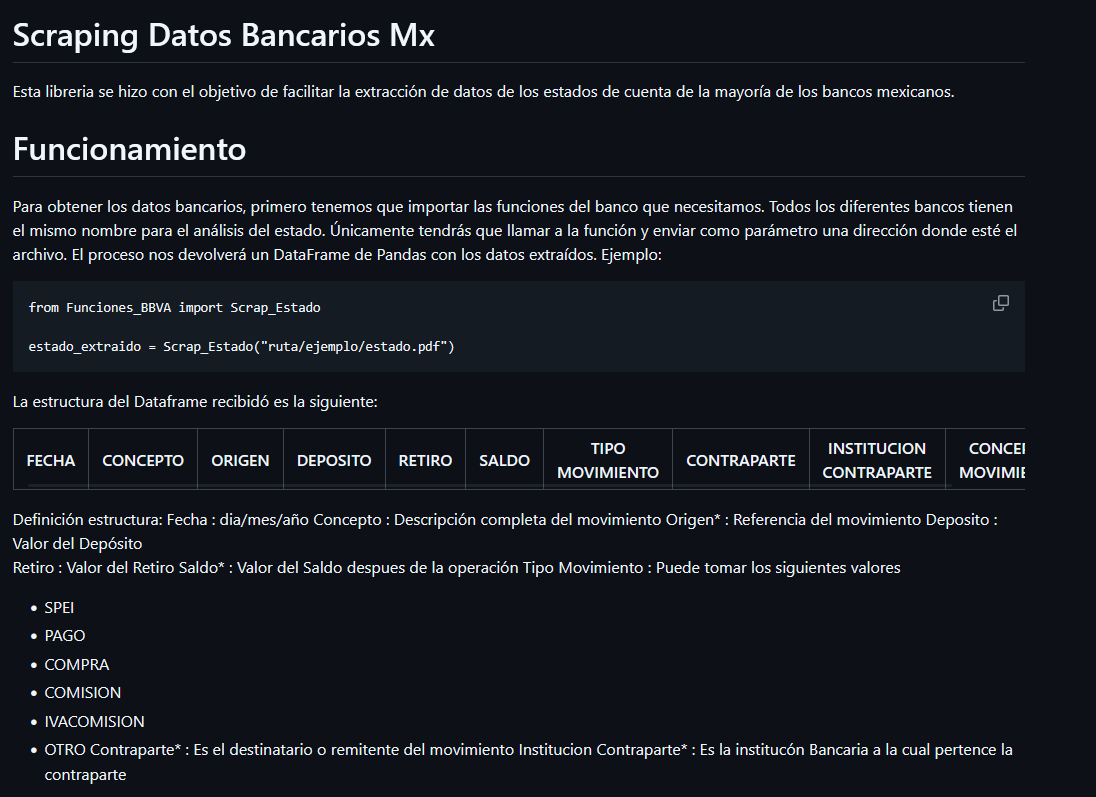 Scraping Datos Bancarios Mx
Esta libreria se hizo con el objetivo de facilitar la extracción de datos de los estados de cuenta de la mayoría de los bancos mexicanos.
Funcionamiento
Para obtener los datos bancarios, primero tenemos que importar las funciones del banco que necesitamos. Todos los diferentes bancos tienen
el mismo nombre para el análisis del estado. Únicamente tendrás que llamar a la función y enviar como parámetro una dirección donde esté el
archivo. El proceso nos devolverá un DataFrame de Pandas con los datos extraídos. Ejemplo:
from Funciones_BBVA import Scrap_Estado
estado_extraido = Scrap_Estado("ruta/ejemplo/estado.pdf")
La estructura del Dataframe recibidó es la siguiente:
FECHA CONCEPTO ORIGEN DEPOSITO RETIRO SALDO TIPO MOVIMIENTO CONTRAPARTE INSTITUCION CONTRAPARTE
Definición estructura: Fecha : dia/mes/año Concepto : Descripción completa del movimiento Origen* : Referencia del movimiento Deposito :
Valor del Depósito
Retiro : Valor del Retiro Saldo* : Valor del Saldo despues de la operación Tipo Movimiento : Puede tomar los siguientes valores
• SPEI
• PAGO
• COMPRA
• COMISION
• IVACOMISION
• OTRO Contraparte* : Es el destinatario o remitente del movimiento Institucion Contraparte* : Es la institucón Bancaria a la cual pertence la
contraparte